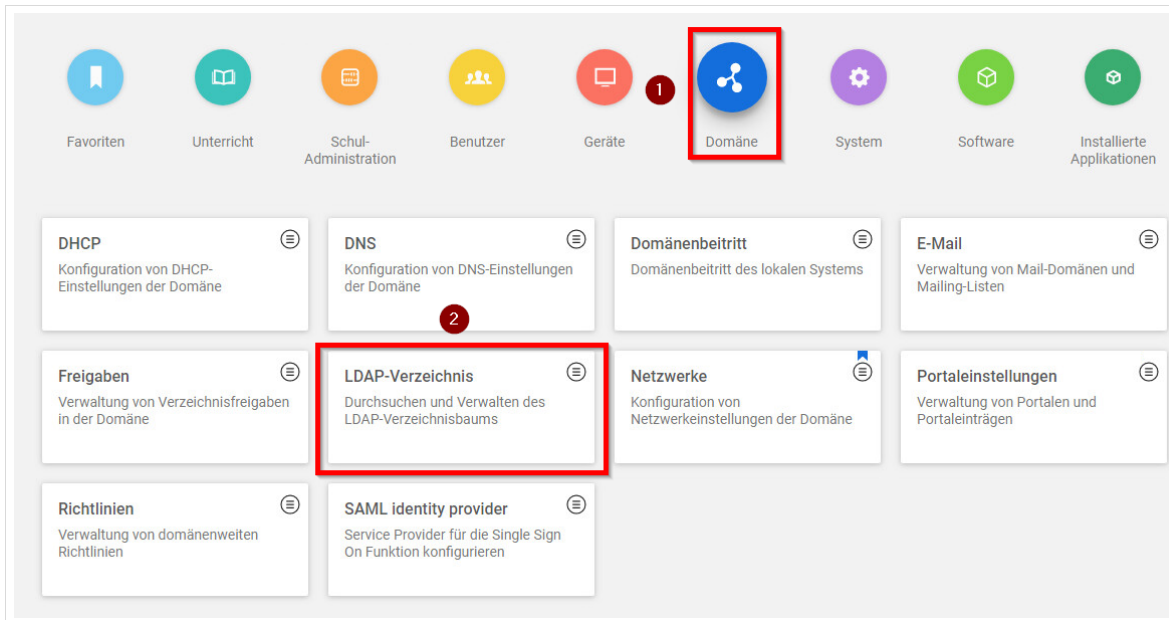 1
Favoriten
Unterricht
Schul-
Administration
Benutzer
Geräte
Domäne
System
Software
Installierte
Applikationen
DHCP
Konfiguration von DHCP-
Einstellungen der Domäne
DNS
Konfiguration von DNS-Einstellungen
der Domäne
Domänenbeitritt
Domänenbeitritt des lokalen Systems
E-Mail
Verwaltung von Mail-Domänen und
Mailing-Listen
2
Freigaben
Verwaltung von Verzeichnisfreigaben
in der Domäne
LDAP-Verzeichnis
Durchsuchen und Verwalten des
LDAP-Verzeichnisbaums
Netzwerke
Konfiguration von
Netzwerkeinstellungen der Domäne
Portaleinstellungen
Verwaltung von Portalen und
Portaleinträgen
Richtlinien
Verwaltung von domänenweiten
Richtlinien
SAML identity provider
Service Provider für die Single Sign
On Funktion konfigurieren